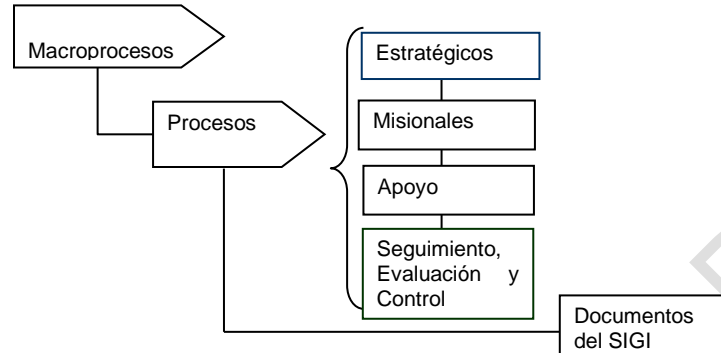 Macroprocesos
Estratégicos
Procesos
Misionales
Apoyo
Seguimiento,
Evaluación y
Control
Documentos
del SIGI